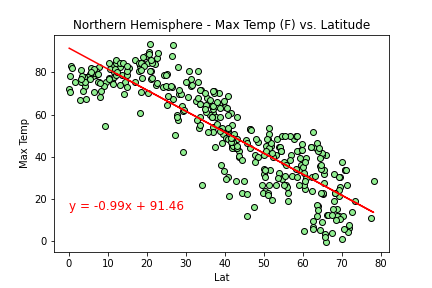 Northern Hemisphere - Max Temp (F) vs. Latitude
Max Temp
80
60
40
20
0
y = -0.99x + 91.46
0 10 20 30 40 50 60 70 80
Lat